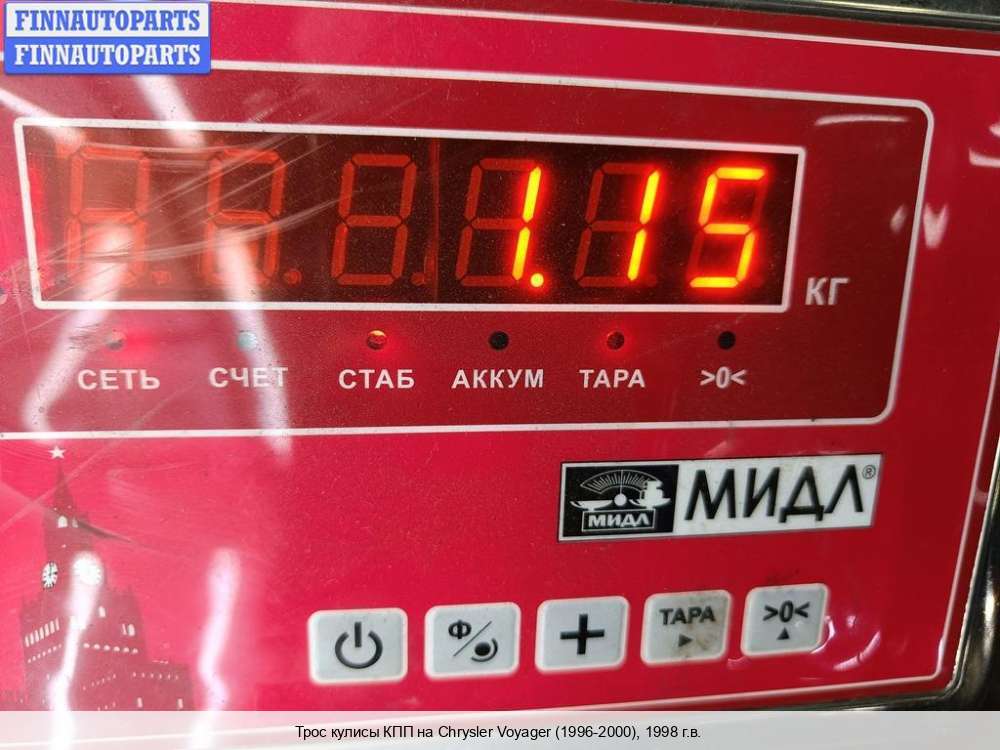 FINNAUTOPARTS
FINNAUTOPARTS
1.15
КГ
СЕТЬ СЧЕТ СТАБ АККУМ ТАРА >0<
МИДЛ МИДЛ®
Ф + ТАРА >0<
Трос кулисы КПП на Chrysler Voyager (1996-2000), 1998 г.в.